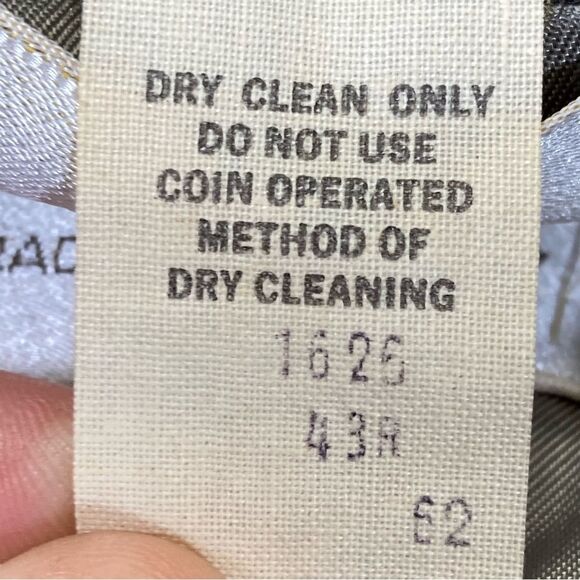 DRY CLEAN ONLY
DO NOT USE
COIN OPERATED
METHOD OF
DRY CLEANING
1626
43R
62